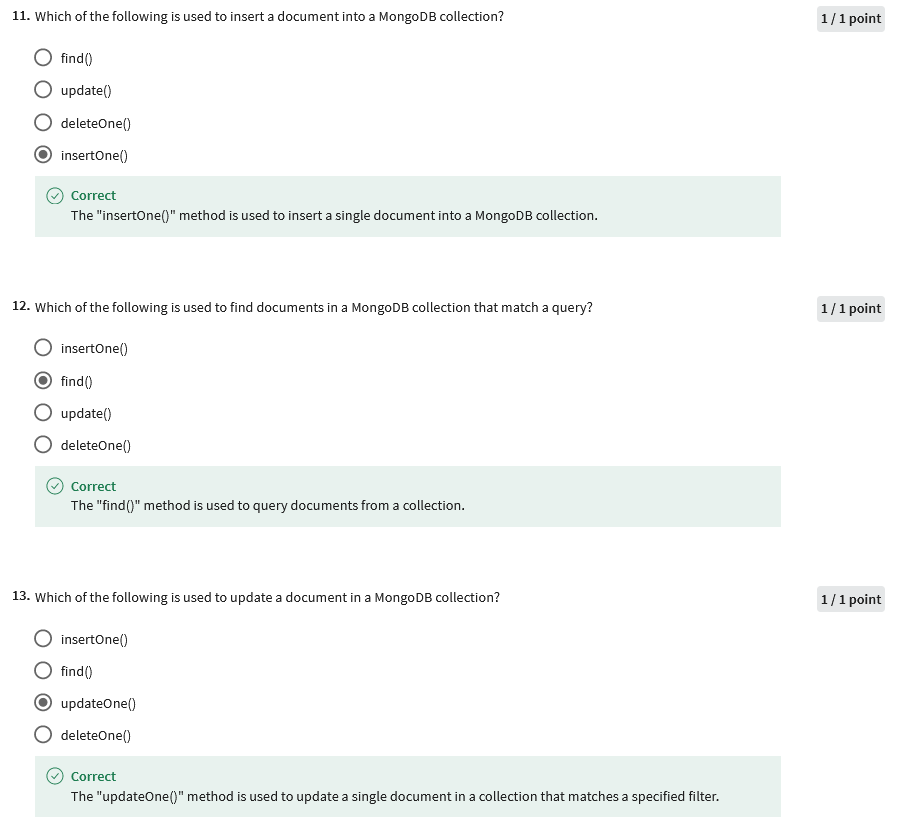 11. Which of the following is used to insert a document into a MongoDB collection?
1 / 1 point
find()
update()
deleteOne()
insertOne()
Correct
The "insertOne()" method is used to insert a single document into a MongoDB collection.
12. Which of the following is used to find documents in a MongoDB collection that match a query?
1 / 1 point
insertOne()
find()
update()
deleteOne()
Correct
The "find()" method is used to query documents from a collection.
13. Which of the following is used to update a document in a MongoDB collection?
1 / 1 point
insertOne()
find()
updateOne()
deleteOne()
Correct
The "updateOne()" method is used to update a single document in a collection that matches a specified filter.